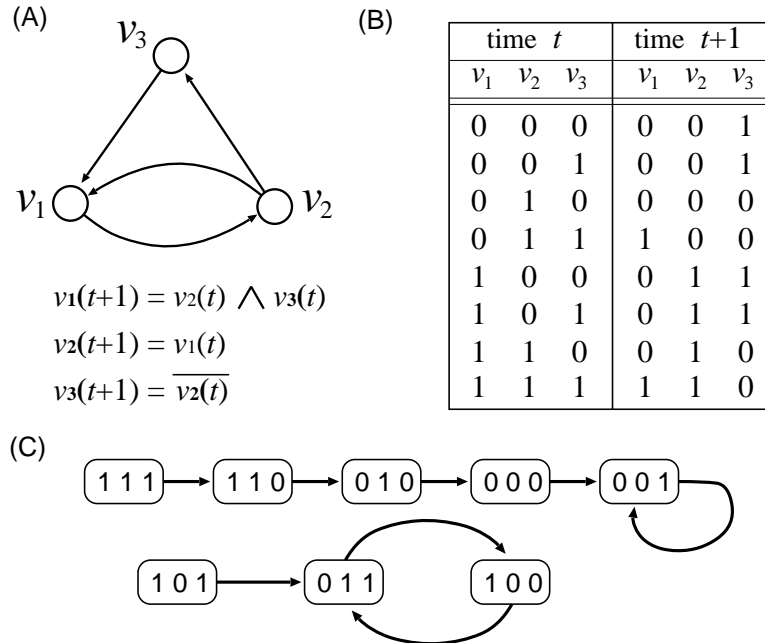 (A)
v3
v1
v2
v1(t+1) = v2(t) ∧ v3(t)
v2(t+1) = v1(t)
v3(t+1) = \overline{v2(t)}
(B)
time t time t+1
v1 v2 v3 v1 v2 v3
0 0 0 0 0 1
0 0 1 0 0 1
0 1 0 0 0 0
0 1 1 1 0 0
1 0 0 0 1 1
1 0 1 0 1 1
1 1 0 0 1 0
1 1 1 1 1 0
(C)
1 1 1 1 1 0 0 1 0 0 0 0 0 0 1
1 0 1 0 1 1 1 0 0